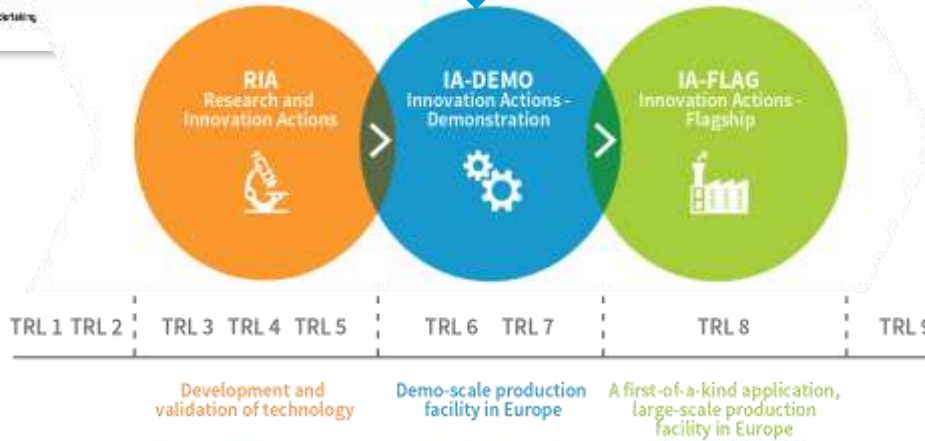 RIA
Research and
Innovation Actions
IA-DEMO
Innovation Actions -
Demonstration
IA-FLAG
Innovation Actions -
Flagship
TRL 1 TRL 2 TRL 3 TRL 4 TRL 5 TRL 6 TRL 7 TRL 8 TRL 9
Development and
validation of technology
Demo-scale production
facility in Europe
A first-of-a-kind application,
large-scale production
facility in Europe